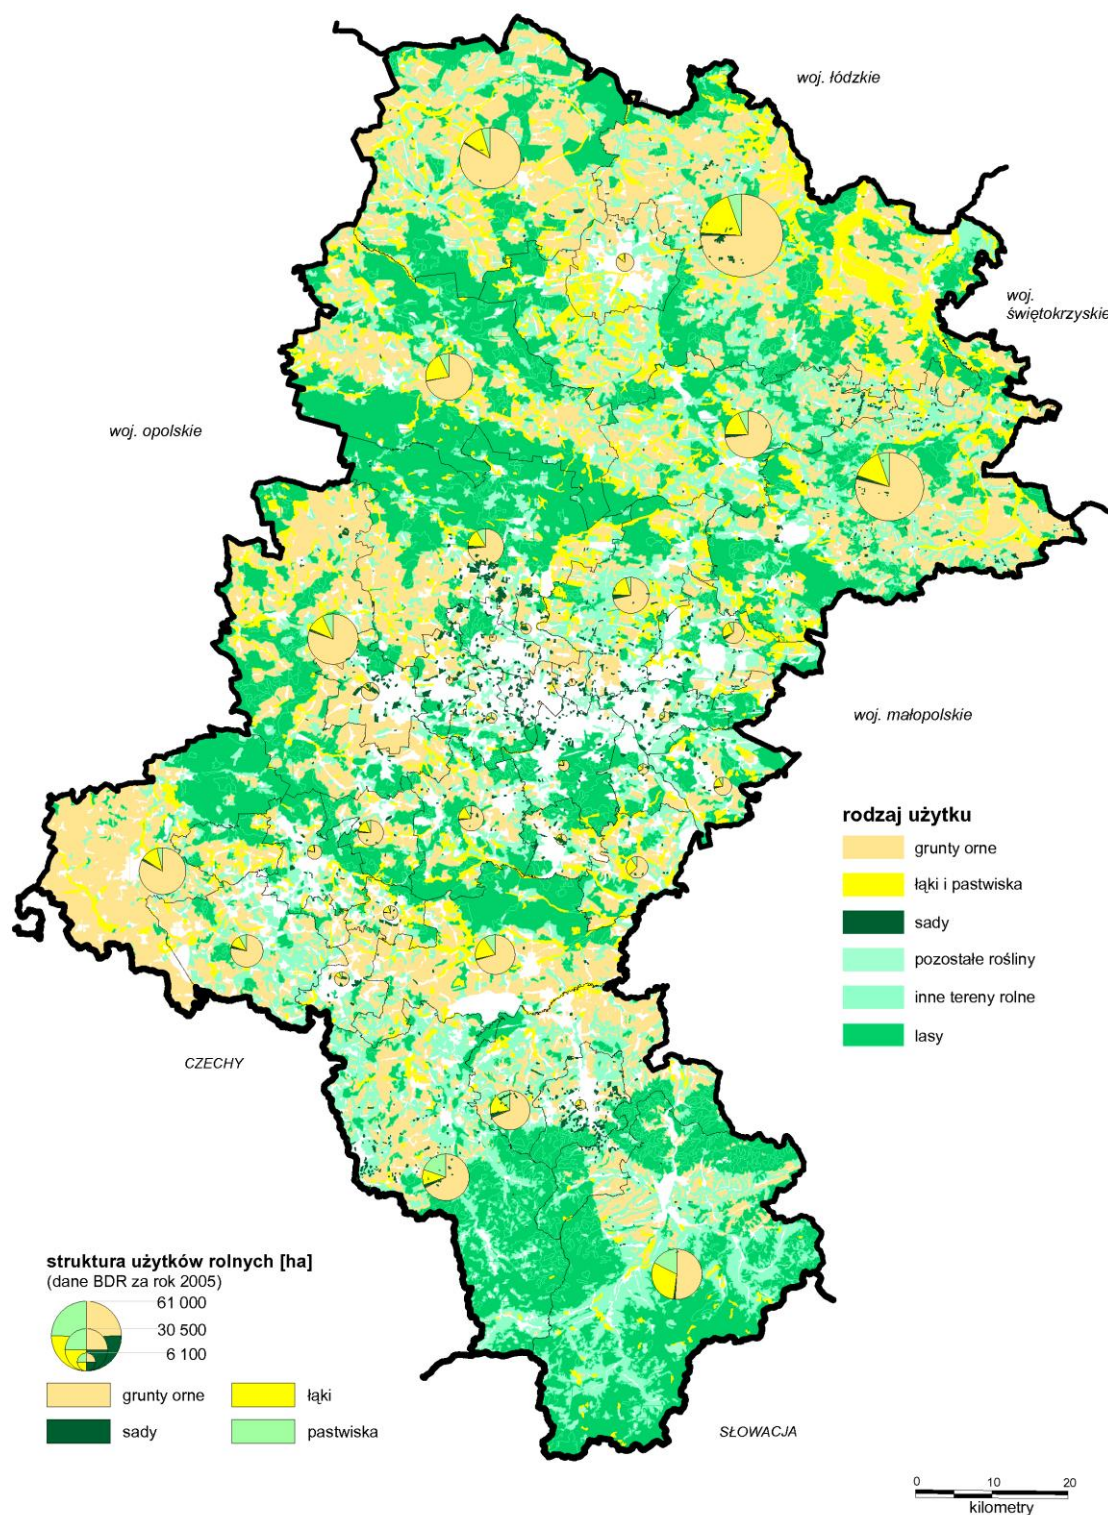 woj. łódzkie
woj.
świętokrzyskie
woj. opolskie
woj. małopolskie
rodzaj użytku
grunty orne
łąki i pastwiska
sady
pozostałe rośliny
inne tereny rolne
lasy
CZECHY
struktura użytków rolnych [ha]
(dane BDR za rok 2005)
61 000
30 500
6 100
grunty orne
łąki
sady
pastwiska
SŁOWACJA
0 10 20
kilometry